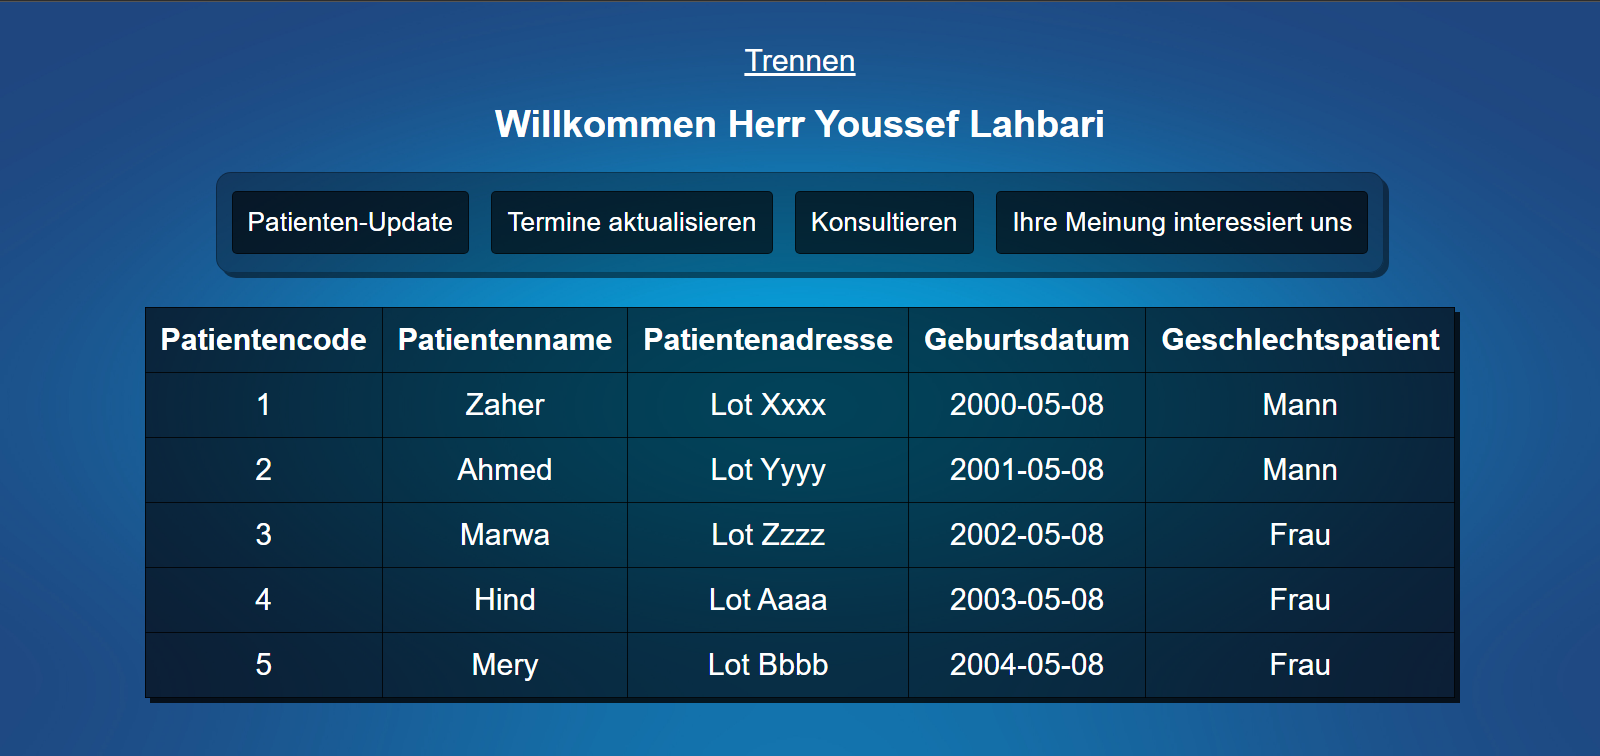 Trennen
Willkommen Herr Youssef Lahbari
Patienten-Update Termine aktualisieren Konsultieren Ihre Meinung interessiert uns
Patientencode Patientenname Patientenadresse Geburtsdatum Geschlechtspatient
1 Zaher Lot Xxxx 2000-05-08 Mann
2 Ahmed Lot Yyyy 2001-05-08 Mann
3 Marwa Lot Zzzz 2002-05-08 Frau
4 Hind Lot Aaaa 2003-05-08 Frau
5 Mery Lot Bbbb 2004-05-08 Frau